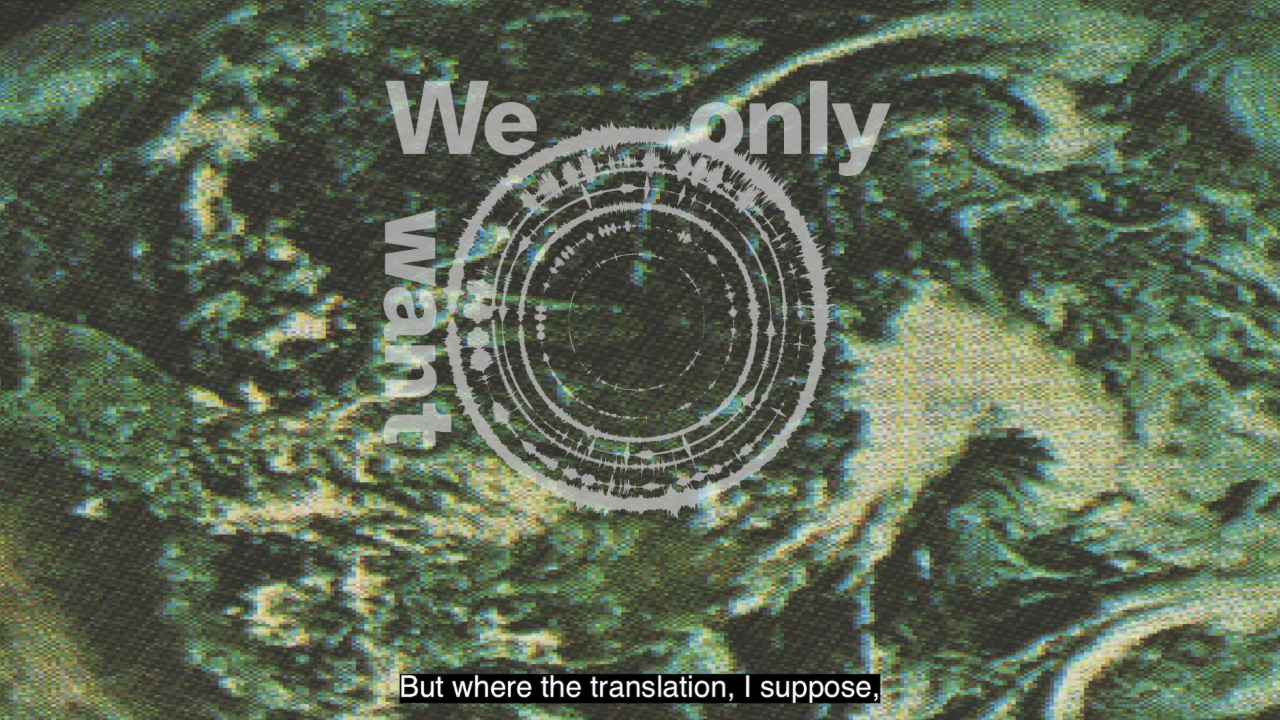 We only
want
But where the translation, I suppose,